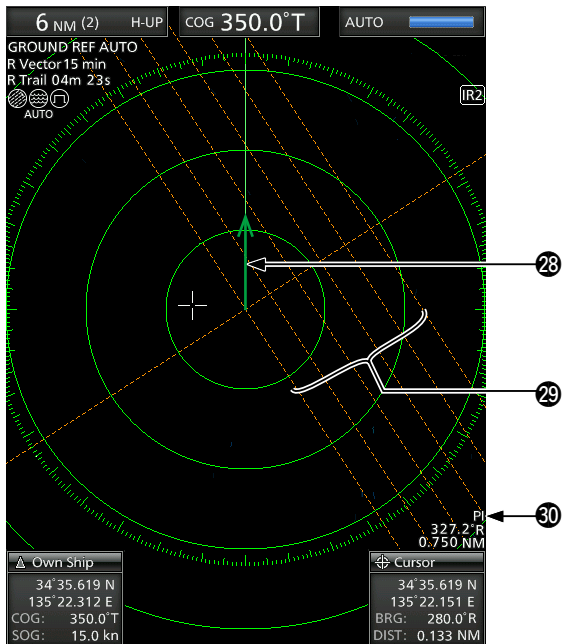 6 NM (2) H-UP COG 350.0°T AUTO
GROUND REF AUTO
R Vector 15 min
R Trail 04m 23s
AUTO
IR2
28
29
PI
30
327.2°R
0.750 NM
Own Ship
34°35.619 N
135°22.312 E
COG: 350.0°T
SOG: 15.0 kn
Cursor
34°35.619 N
135°22.151 E
BRG: 280.0°R
DIST: 0.133 NM